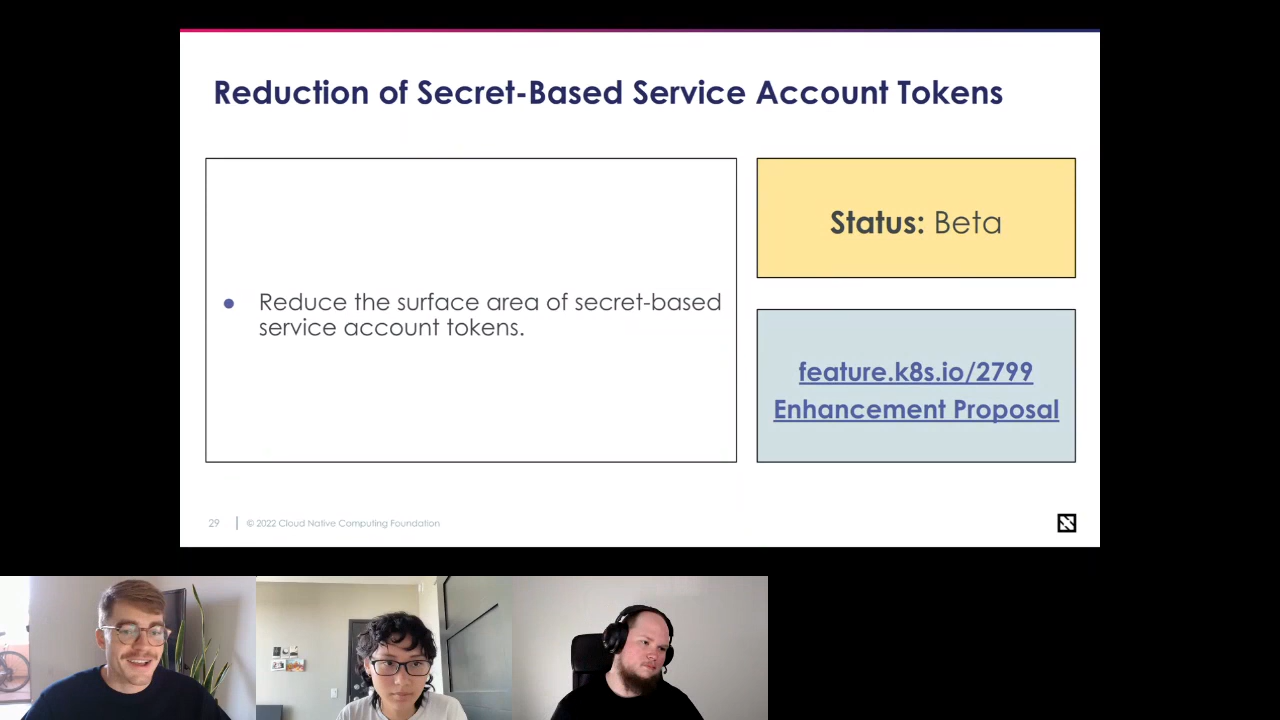 Reduction of Secret-Based Service Account Tokens
● Reduce the surface area of secret-based
service account tokens.
Status: Beta
feature.k8s.io/2799
Enhancement Proposal
29
© 2022 Cloud Native Computing Foundation